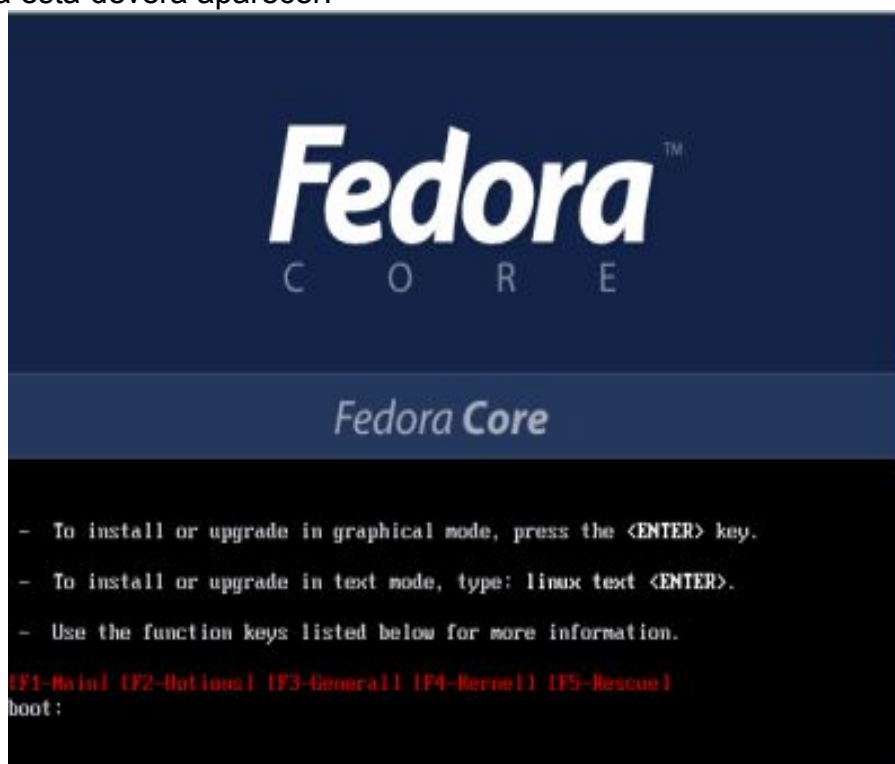 esta deverá aparecer:
Fedora™
CORE
Fedora Core
- To install or upgrade in graphical mode, press the <ENTER> key.
- To install or upgrade in text mode, type: linux text <ENTER>.
- Use the function keys listed below for more information.
[F1-Main] [F2-Options] [F3-General] [F4-Kernel] [F5-Rescue]
boot: